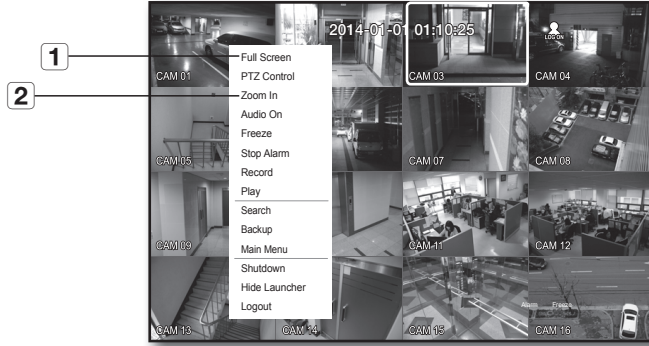 1
2
2014-01-01 01:10:25
LOG ON
CAM 01
CAM 03
CAM 04
Full Screen
PTZ Control
Zoom In
Audio On
Freeze
Stop Alarm
Record
Play
Search
Backup
Main Menu
Shutdown
Hide Launcher
Logout
CAM 05
CAM 07
CAM 08
CAM 09
CAM 11
CAM 12
Alarm Freeze
CAM 13
CAM 14
CAM 15
CAM 16